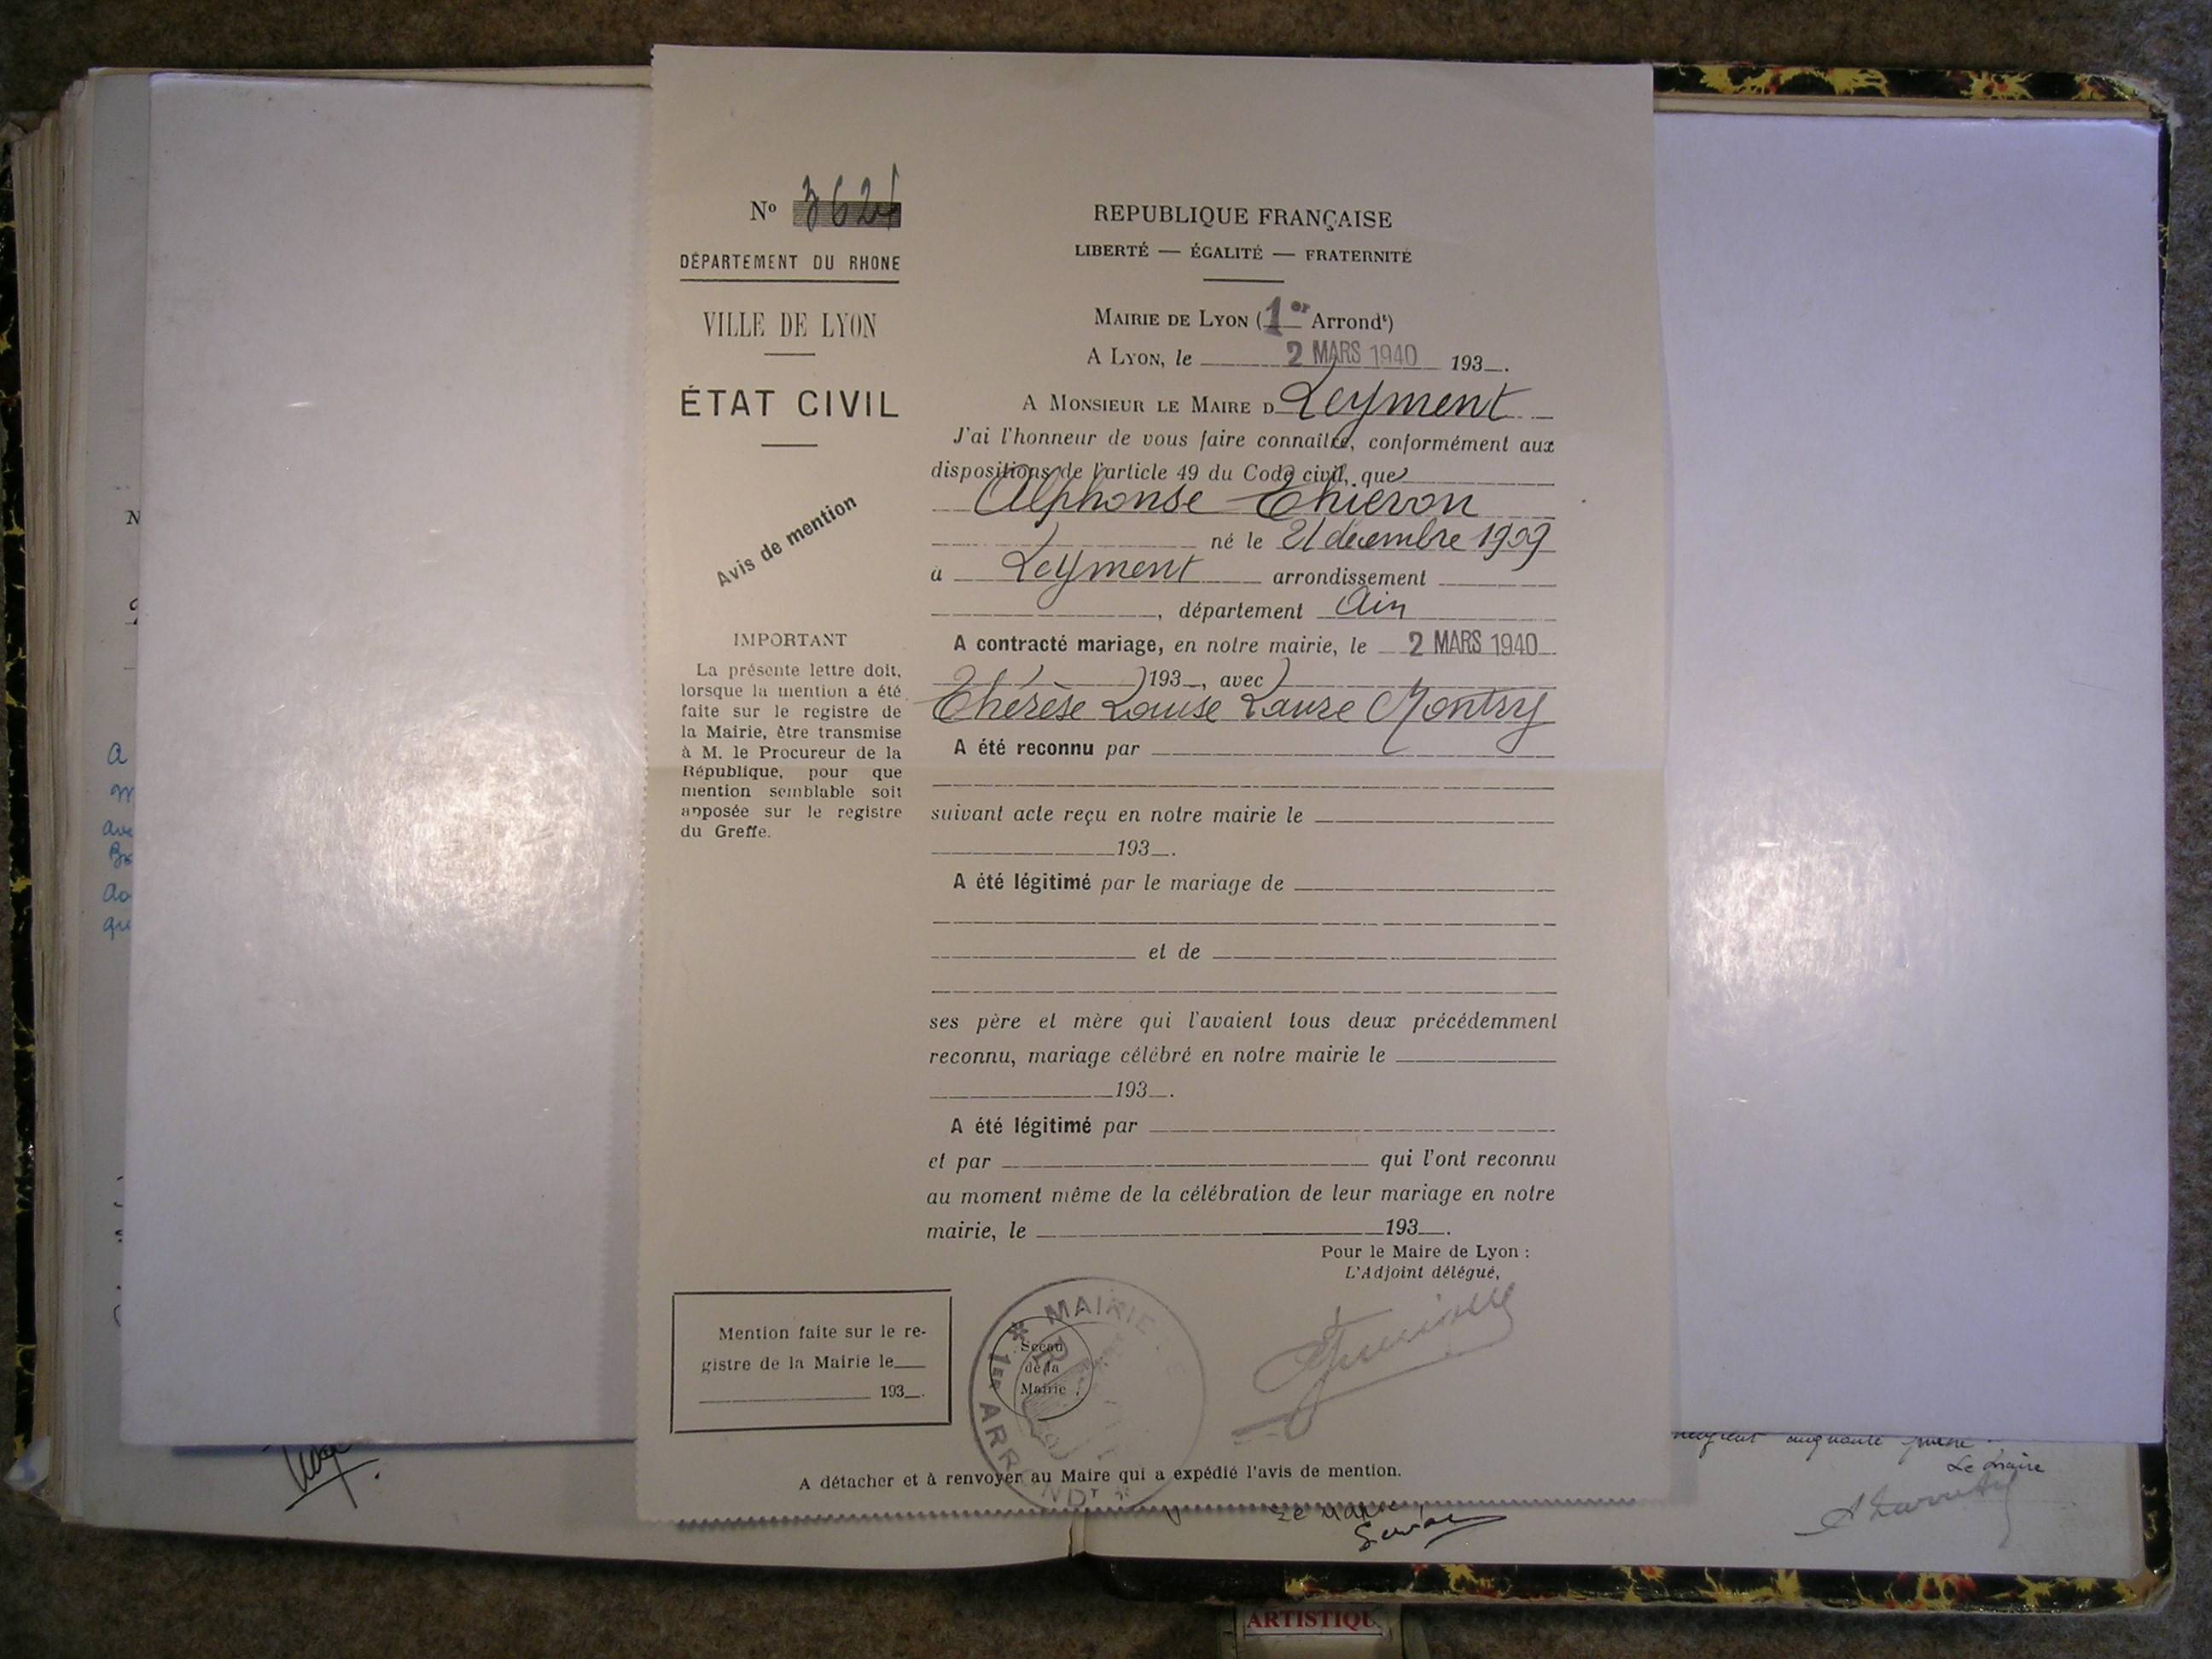 Nº
DÉPARTEMENT DU RHONE
VILLE DE LYON
ÉTAT CIVIL
Avis de mention
IMPORTANT
La présente lettre doit,
lorsque la mention a été
faite sur le registre de
la Mairie, être transmise
à M. le Procureur de la
République, pour que
mention semblable soit
apposée sur le registre
du Greffe.
REPUBLIQUE FRANÇAISE
LIBERTÉ — ÉGALITÉ — FRATERNITÉ
MAIRIE DE LYON (1er Arrondt)
A LYON, le 2 MARS 1940 193 .
A MONSIEUR LE MAIRE D Leyment
J'ai l'honneur de vous faire connaître, conformément aux
dispositions de l'article 49 du Code civil, que
Alphonse Thiévon
né le 21 décembre 1909
à Leyment arrondissement
, département Ain
A contracté mariage, en notre mairie, le 2 MARS 1940
193 , avec
Thérèse Louise Laure Montry
A été reconnu par
suivant acte reçu en notre mairie le
193 .
A été légitimé par le mariage de
et de
ses père et mère qui l'avaient tous deux précédemment
reconnu, mariage célébré en notre mairie le
193 .
A été légitimé par
et par qui l'ont reconnu
au moment même de la célébration de leur mariage en notre
mairie, le 193 .
Pour le Maire de Lyon :
L'Adjoint délégué,
Mention faite sur le re-
gistre de la Mairie le
193 .
MAIRIE
1ER ARRONDT
Sceau
de la
Mairie
A détacher et à renvoyer au Maire qui a expédié l'avis de mention.
Le Maire
Le Maire
ARTISTIQU